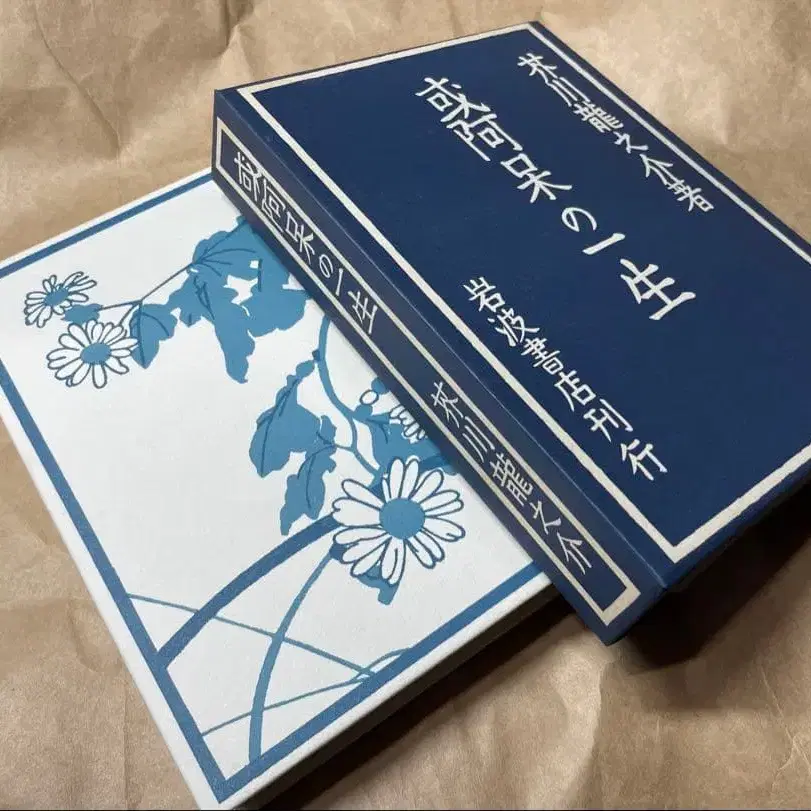 芥川龍之介著
或阿呆の一生
岩波書店刊行
或阿呆の一生
芥川龍之介